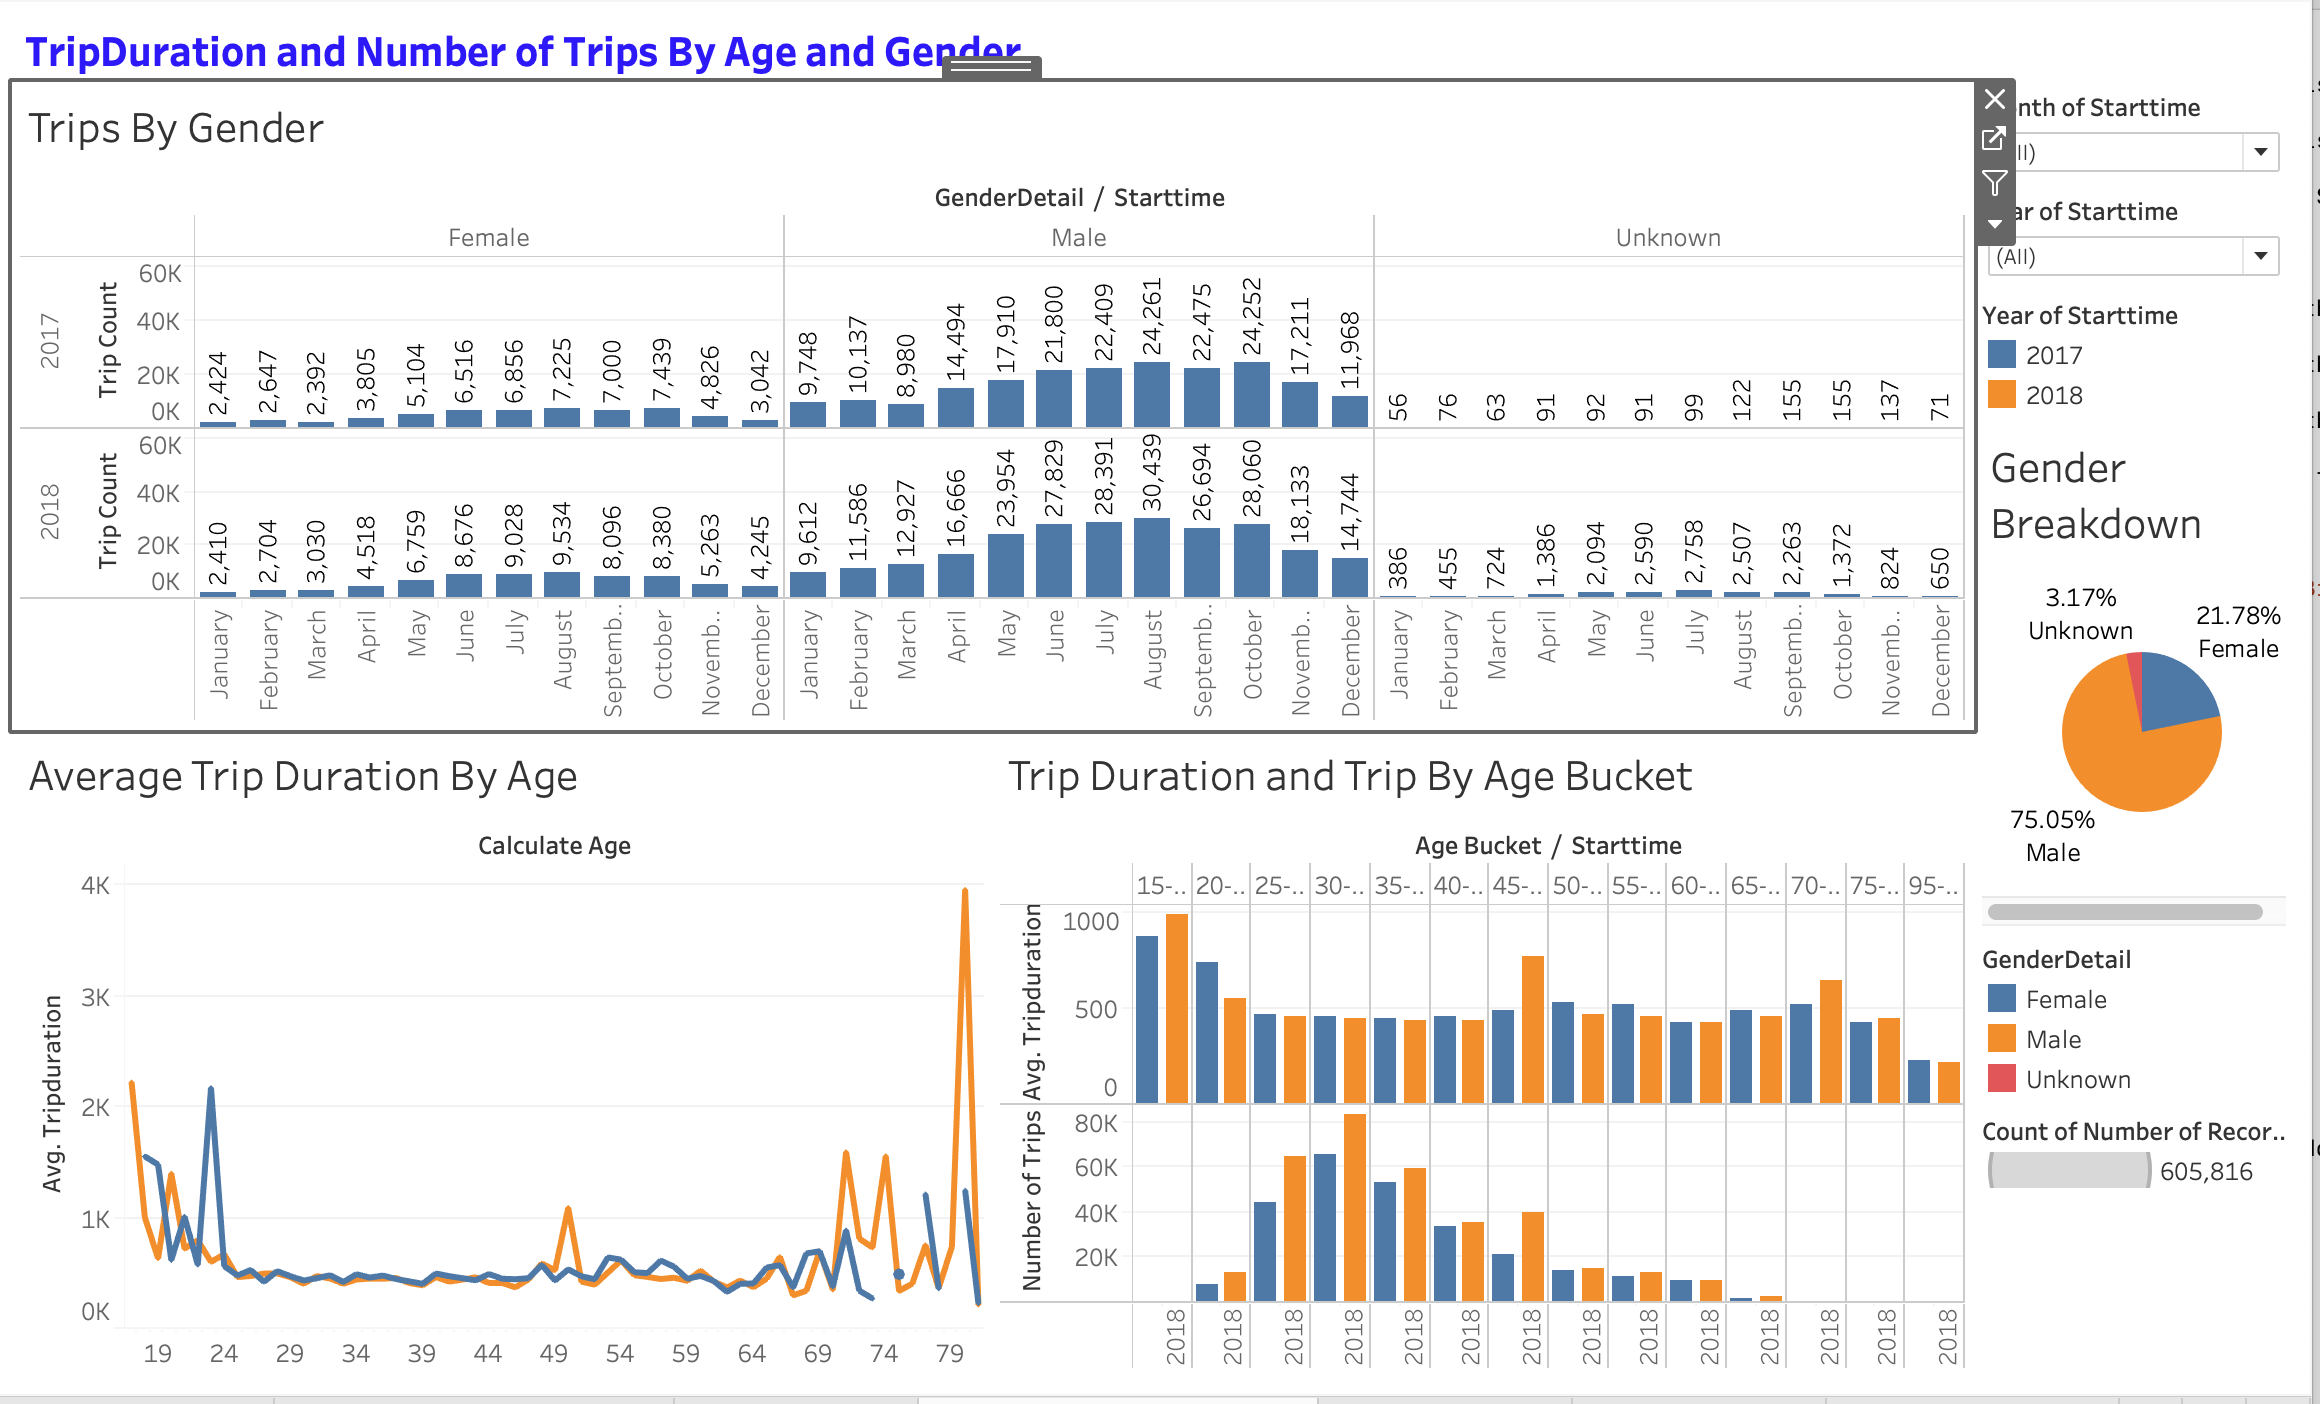 TripDuration and Number of Trips By Age and Gender
Trips By Gender
GenderDetail / Starttime
Female Male Unknown
2017
Trip Count
60K
40K
20K
0K
2,424 2,647 2,392 3,805 5,104 6,516 6,856 7,225 7,000 7,439 4,826 3,042
9,748 10,137 8,980 14,494 17,910 21,800 22,409 24,261 22,475 24,252 17,211 11,968
56 76 63 91 92 91 99 122 155 155 137 71
2018
Trip Count
60K
40K
20K
0K
2,410 2,704 3,030 4,518 6,759 8,676 9,028 9,534 8,096 8,380 5,263 4,245
9,612 11,586 12,927 16,666 23,954 27,829 28,391 30,439 26,694 28,060 18,133 14,744
386 455 724 1,386 2,094 2,590 2,758 2,507 2,263 1,372 824 650
January February March April May June July August Septemb.. October Novemb.. December
January February March April May June July August Septemb.. October Novemb.. December
January February March April May June July August Septemb.. October Novemb.. December
nth of Starttime
ll)
ar of Starttime
(All)
Year of Starttime
2017
2018
Gender
Breakdown
3.17%
Unknown
21.78%
Female
75.05%
Male
GenderDetail
Female
Male
Unknown
Count of Number of Recor..
605,816
Average Trip Duration By Age
Calculate Age
Avg. Tripduration
4K
3K
2K
1K
0K
19 24 29 34 39 44 49 54 59 64 69 74 79
Trip Duration and Trip By Age Bucket
Age Bucket / Starttime
15-.. 20-.. 25-.. 30-.. 35-.. 40-.. 45-.. 50-.. 55-.. 60-.. 65-.. 70-.. 75-.. 95-..
Avg. Tripduration
1000
500
0
Number of Trips
80K
60K
40K
20K
2018 2018 2018 2018 2018 2018 2018 2018 2018 2018 2018 2018 2018 2018